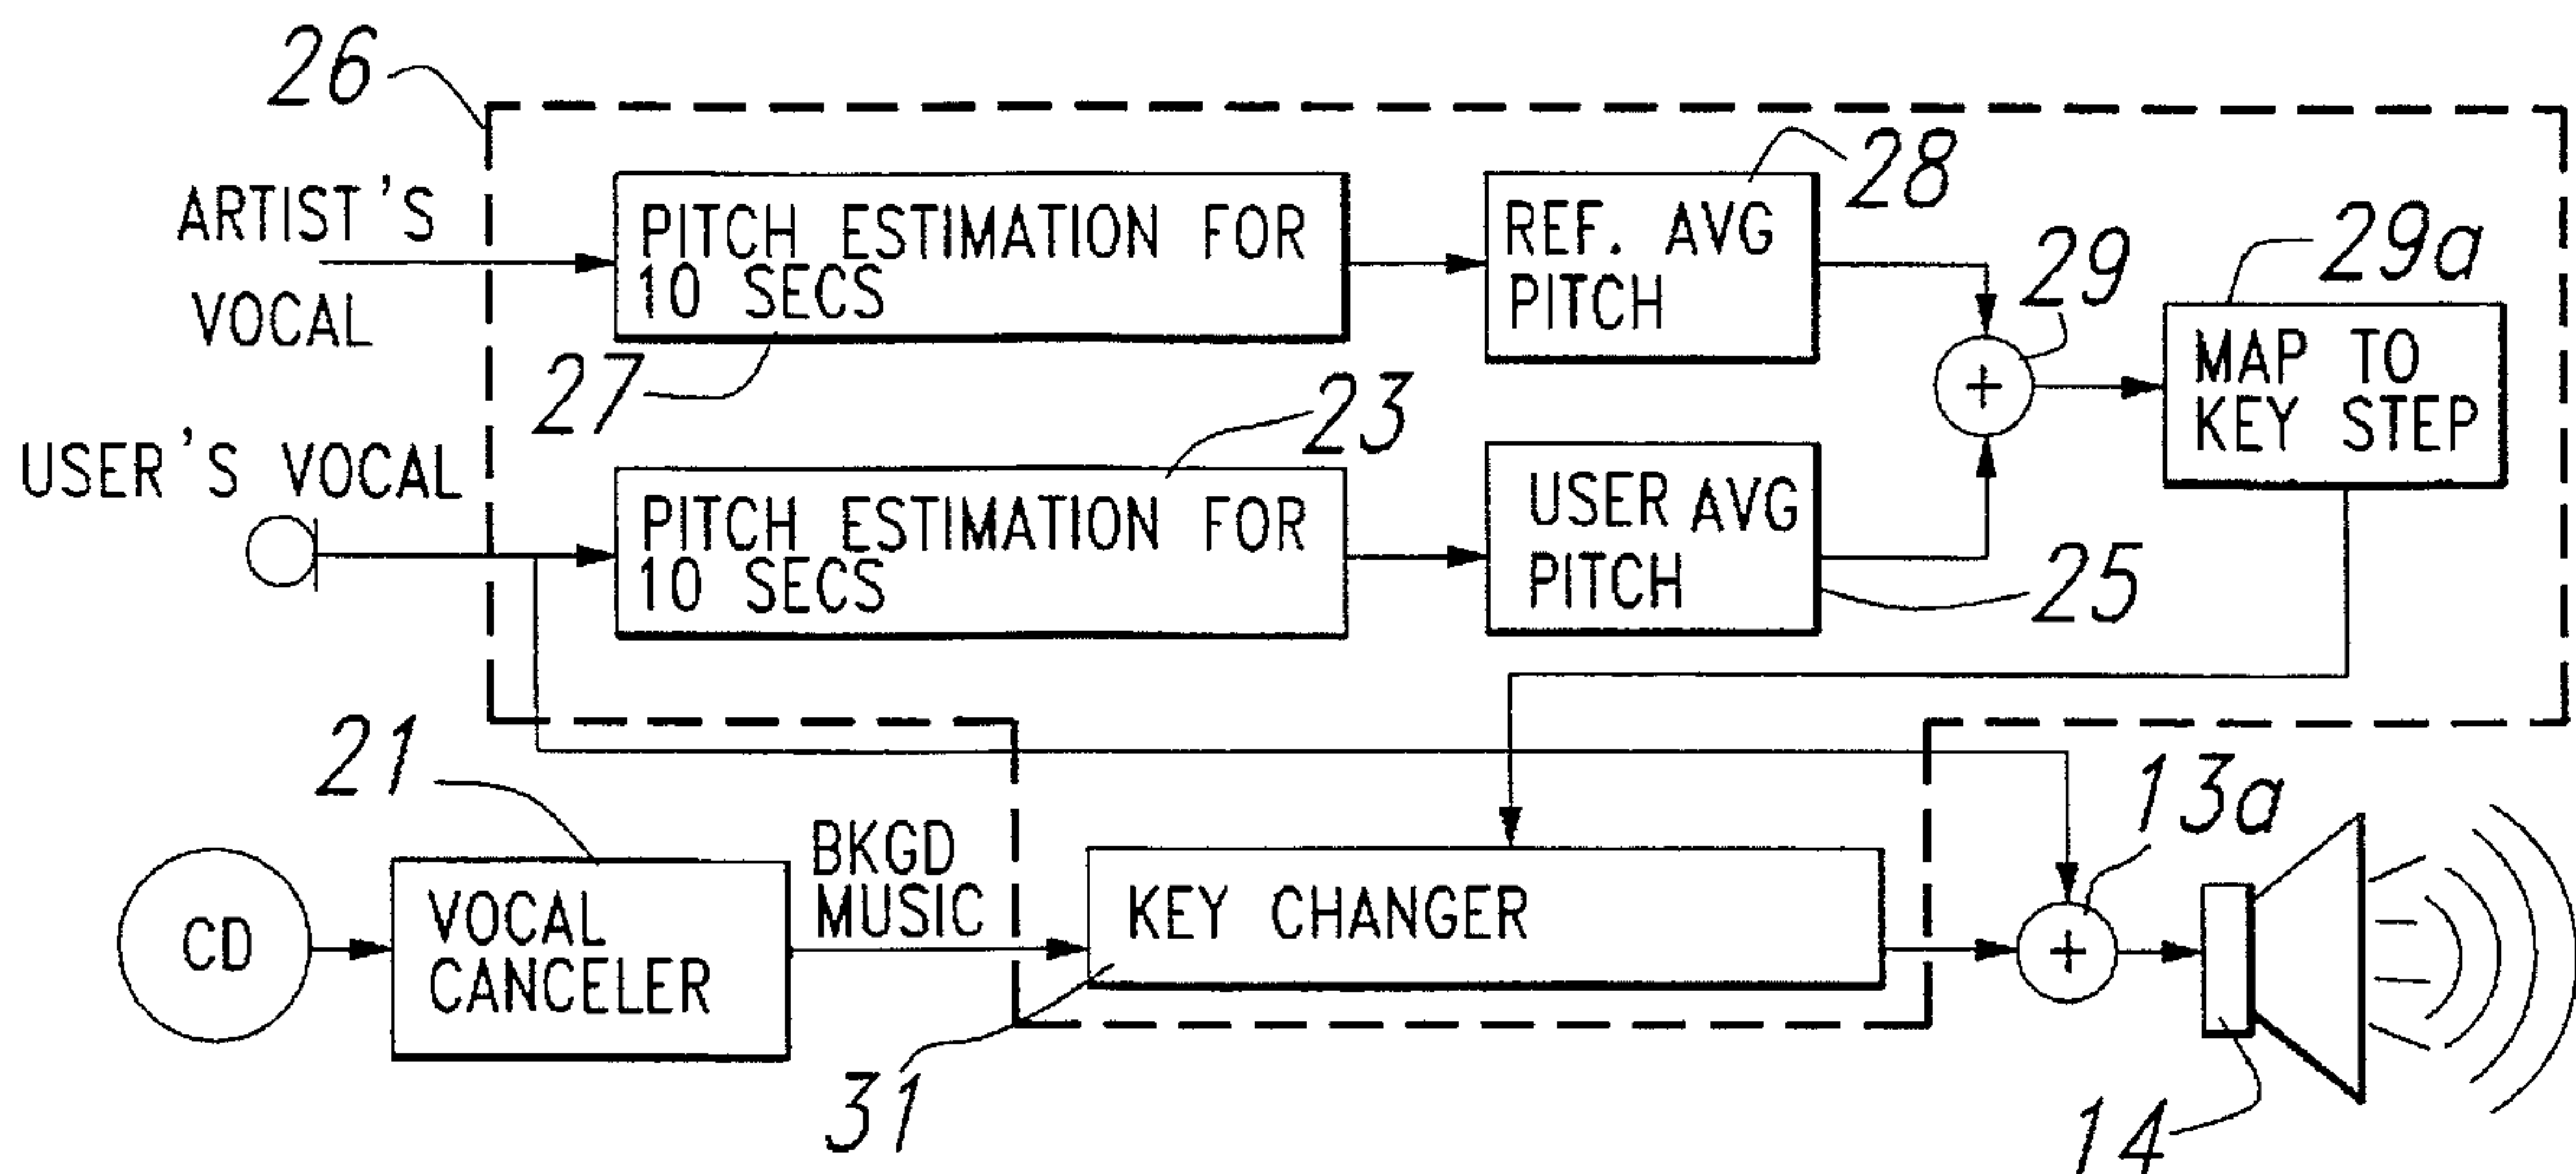 26
ARTIST'S
VOCAL
PITCH ESTIMATION FOR
10 SECS
27
REF. AVG
PITCH
28
29
29a
MAP TO
KEY STEP
USER'S VOCAL
PITCH ESTIMATION FOR
10 SECS
23
USER AVG
PITCH
25
21
CD
VOCAL
CANCELER
BKGD
MUSIC
KEY CHANGER
31
13a
14
+
+